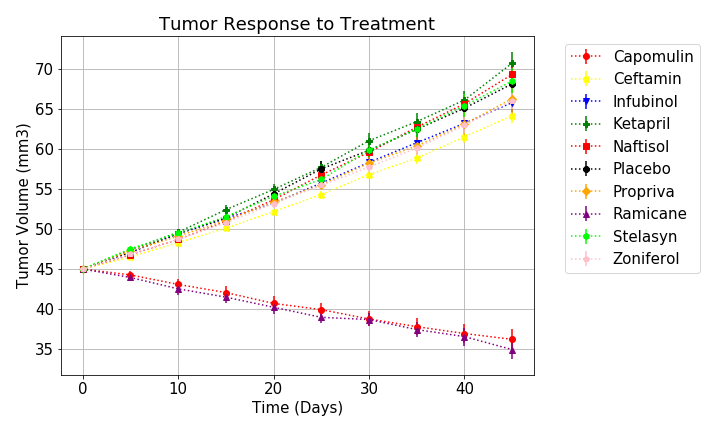 Tumor Response to Treatment
Tumor Volume (mm3)
70
65
60
55
50
45
40
35
0
10
20
30
40
Time (Days)
Capomulin
Ceftamin
Infubinol
Ketapril
Naftisol
Placebo
Propriva
Ramicane
Stelasyn
Zoniferol